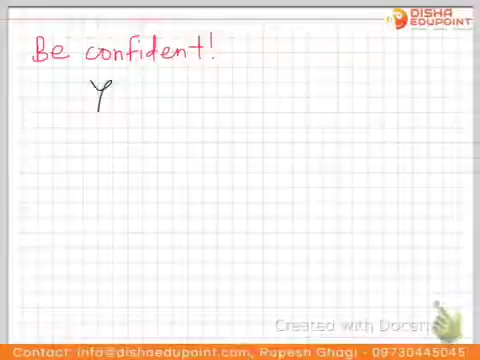 DISHA
EDUPOINT
Be confident!
Y
Created with Doceri
Contact: info@dishaedupoint.com, Rupesh Ghagi - 09730445045